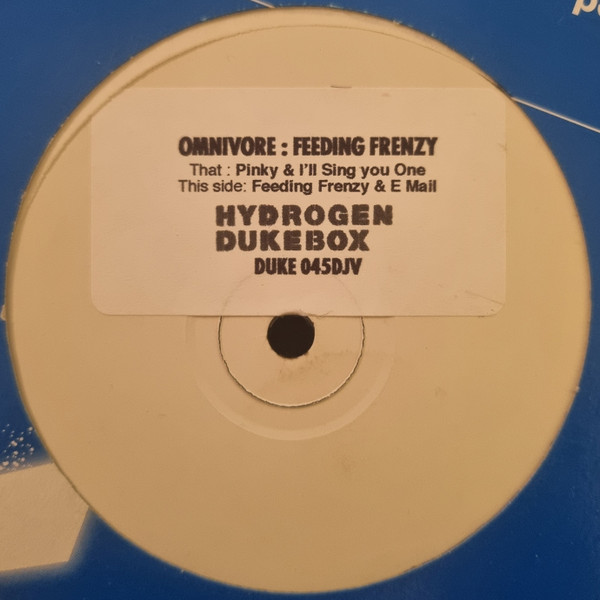 OMNIVORE : FEEDING FRENZY
That : Pinky & I'll Sing you One
This side: Feeding Frenzy & E Mail
HYDROGEN
DUKEBOX
DUKE 045DJV